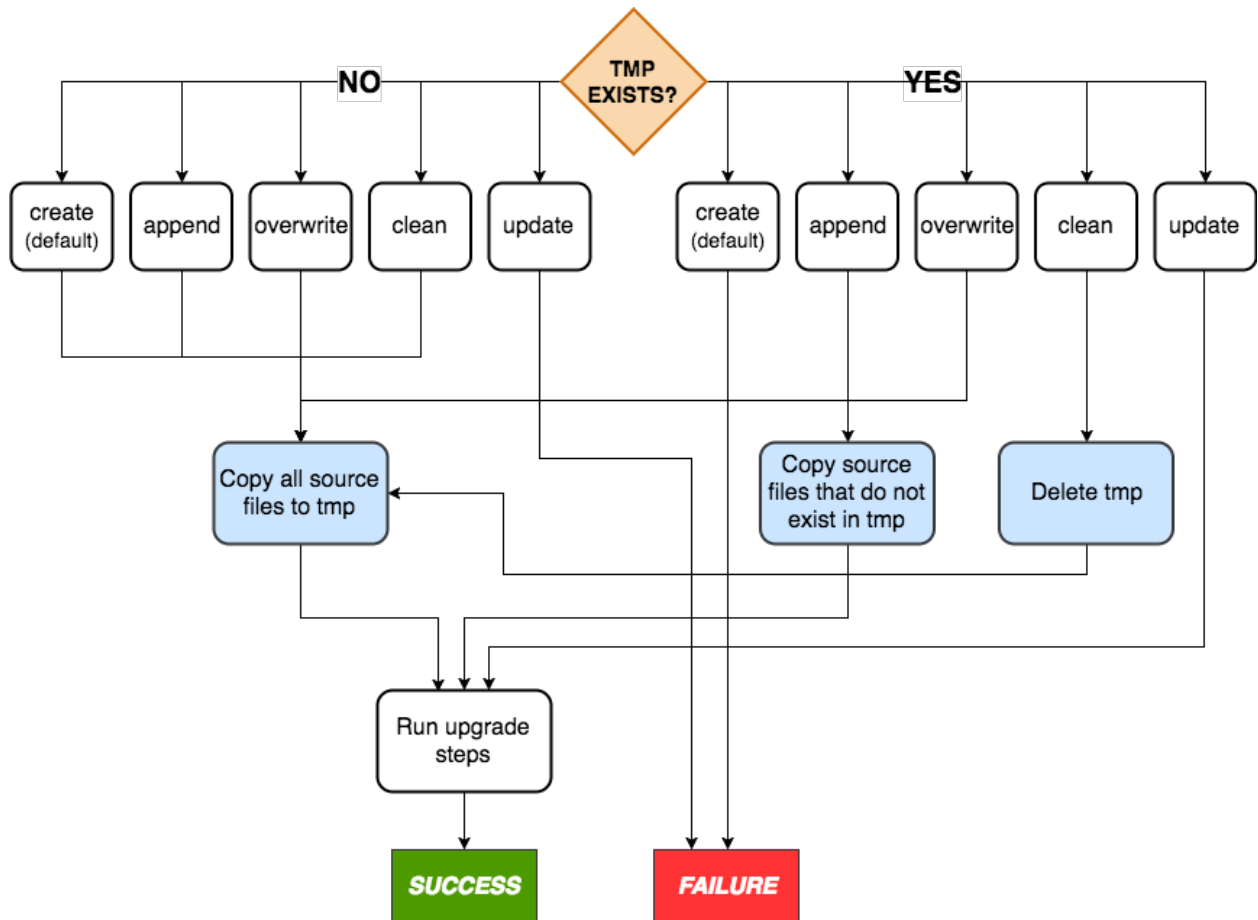 TMP
EXISTS?
NO
YES
create
(default)
append
overwrite
clean
update
create
(default)
append
overwrite
clean
update
Copy all source
files to tmp
Copy source
files that do not
exist in tmp
Delete tmp
Run upgrade
steps
SUCCESS
FAILURE